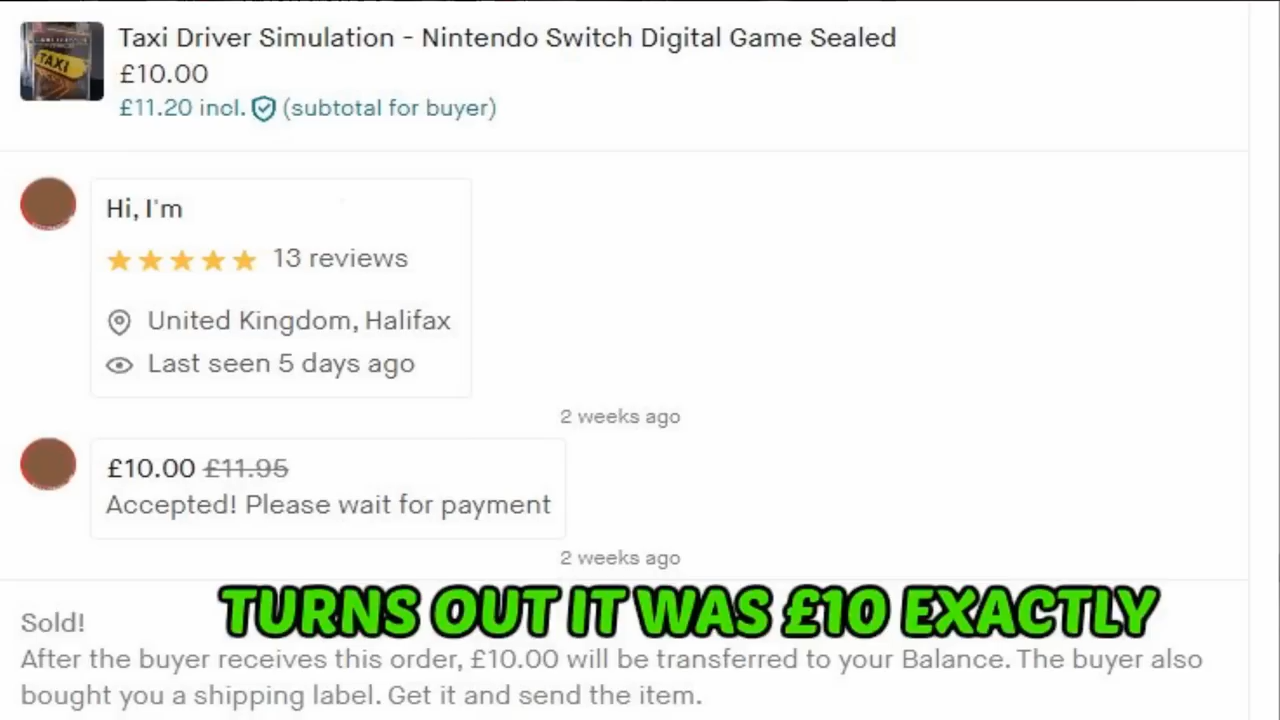 Taxi Driver Simulation - Nintendo Switch Digital Game Sealed
TAXI
£10.00
£11.20 incl. (subtotal for buyer)
Hi, I'm
13 reviews
United Kingdom, Halifax
Last seen 5 days ago
2 weeks ago
£10.00 £11.95
Accepted! Please wait for payment
2 weeks ago
TURNS OUT IT WAS £10 EXACTLY
Sold!
After the buyer receives this order, £10.00 will be transferred to your Balance. The buyer also
bought you a shipping label. Get it and send the item.